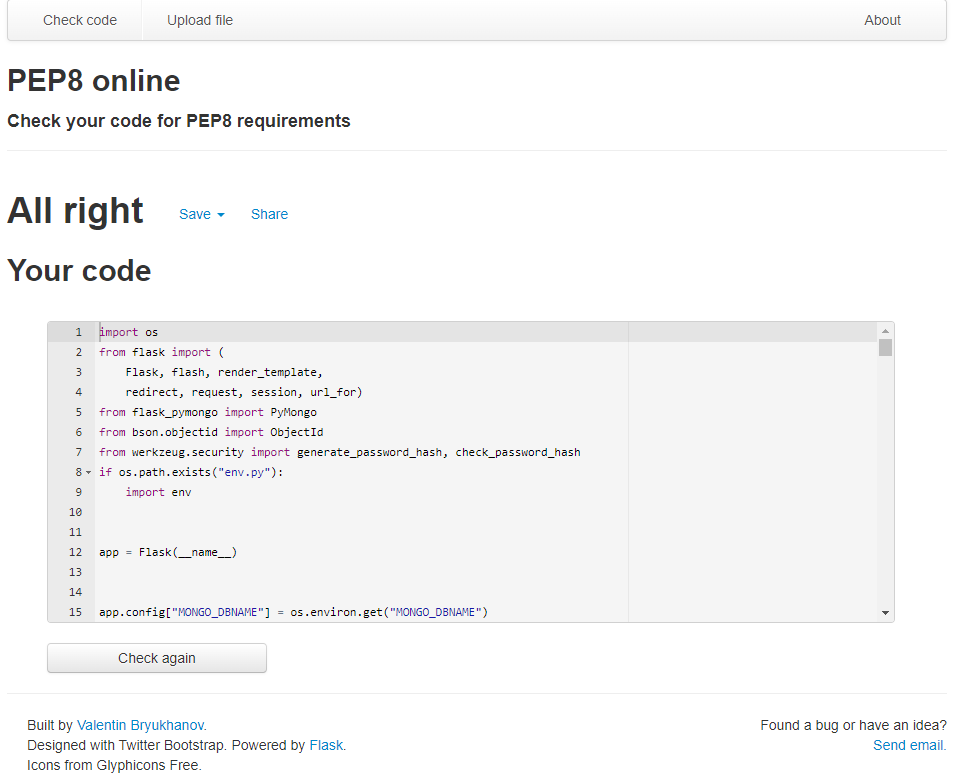 Check code Upload file About
PEP8 online
Check your code for PEP8 requirements
All right Save Share
Your code
1 import os
2 from flask import (
3     Flask, flash, render_template,
4     redirect, request, session, url_for)
5 from flask_pymongo import PyMongo
6 from bson.objectid import ObjectId
7 from werkzeug.security import generate_password_hash, check_password_hash
8 if os.path.exists("env.py"):
9     import env
10
11
12 app = Flask(__name__)
13
14
15 app.config["MONGO_DBNAME"] = os.environ.get("MONGO_DBNAME")
Check again
Built by Valentin Bryukhanov. Found a bug or have an idea?
Designed with Twitter Bootstrap. Powered by Flask. Send email.
Icons from Glyphicons Free.